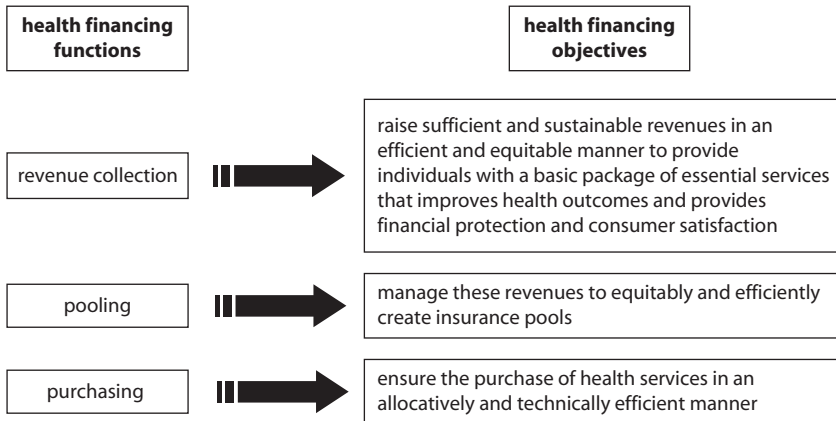 health financing
functions
health financing
objectives
revenue collection
raise sufficient and sustainable revenues in an
efficient and equitable manner to provide
individuals with a basic package of essential services
that improves health outcomes and provides
financial protection and consumer satisfaction
pooling
manage these revenues to equitably and efficiently
create insurance pools
purchasing
ensure the purchase of health services in an
allocatively and technically efficient manner